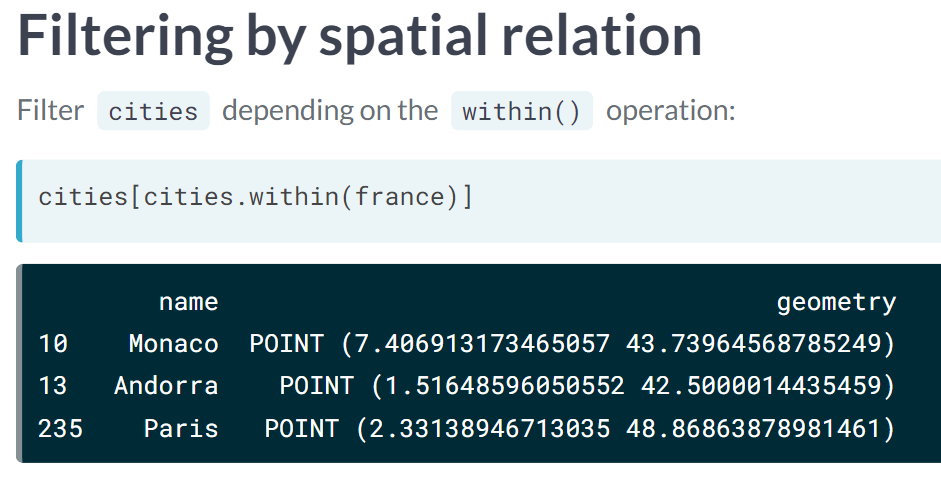 Filtering by spatial relation
Filter cities depending on the within() operation:
cities[cities.within(france)]
name geometry
10 Monaco POINT (7.406913173465057 43.73964568785249)
13 Andorra POINT (1.51648596050552 42.5000014435459)
235 Paris POINT (2.33138946713035 48.86863878981461)